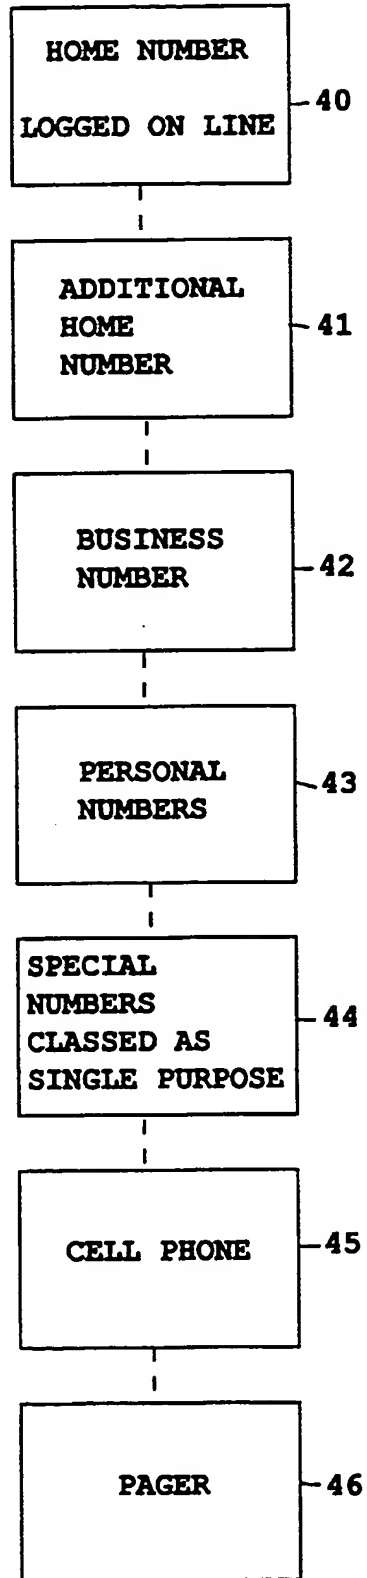 HOME NUMBER
LOGGED ON LINE
40
ADDITIONAL
HOME
NUMBER
41
BUSINESS
NUMBER
42
PERSONAL
NUMBERS
43
SPECIAL
NUMBERS
CLASSED AS
SINGLE PURPOSE
44
CELL PHONE
45
PAGER
46